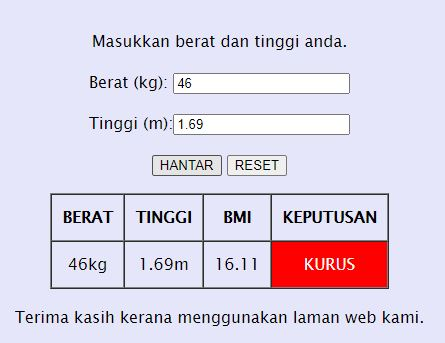 Masukkan berat dan tinggi anda.
Berat (kg): 46
Tinggi (m): 1.69
HANTAR RESET
BERAT TINGGI BMI KEPUTUSAN
46kg 1.69m 16.11 KURUS
Terima kasih kerana menggunakan laman web kami.